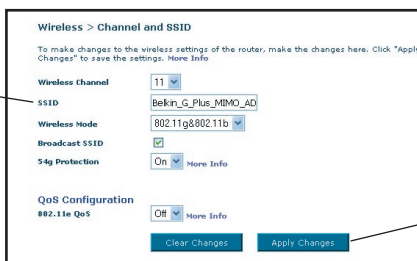 Wireless > Channel and SSID
To make changes to the wireless settings of the router, make the changes here. Click "Apply
Changes" to save the settings. More Info
Wireless Channel 11
SSID Belkin_G_Plus_MIMO_AD
Wireless Mode 802.11g&802.11b
Broadcast SSID
54g Protection On More Info
QoS Configuration
802.11e QoS Off More Info
Clear Changes Apply Changes